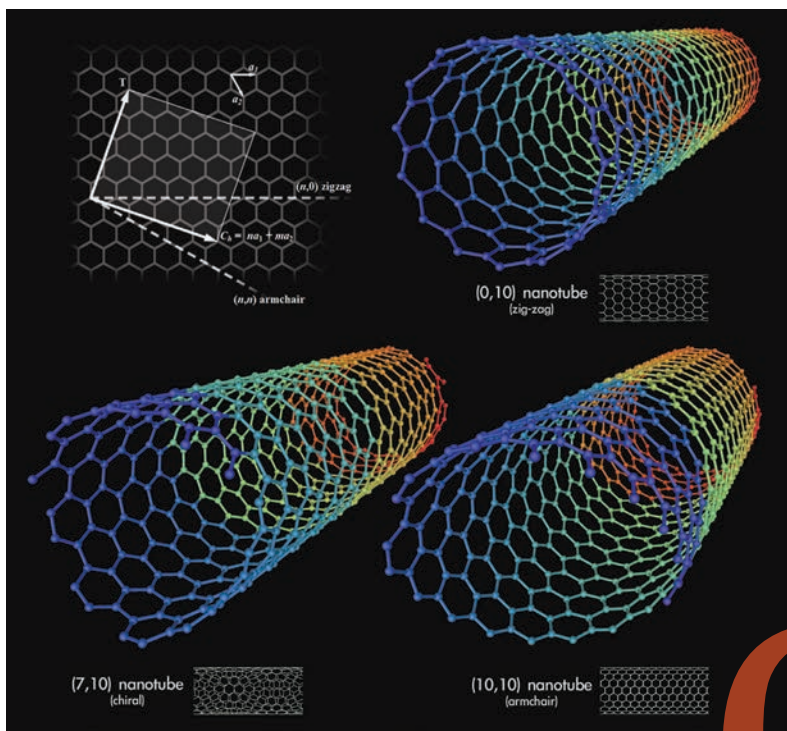 a₁
T
a₂
(n,0) zigzag
Cₕ = na₁ + ma₂
(n,n) armchair
(0,10) nanotube
(zig-zag)
(7,10) nanotube
(chiral)
(10,10) nanotube
(armchair)